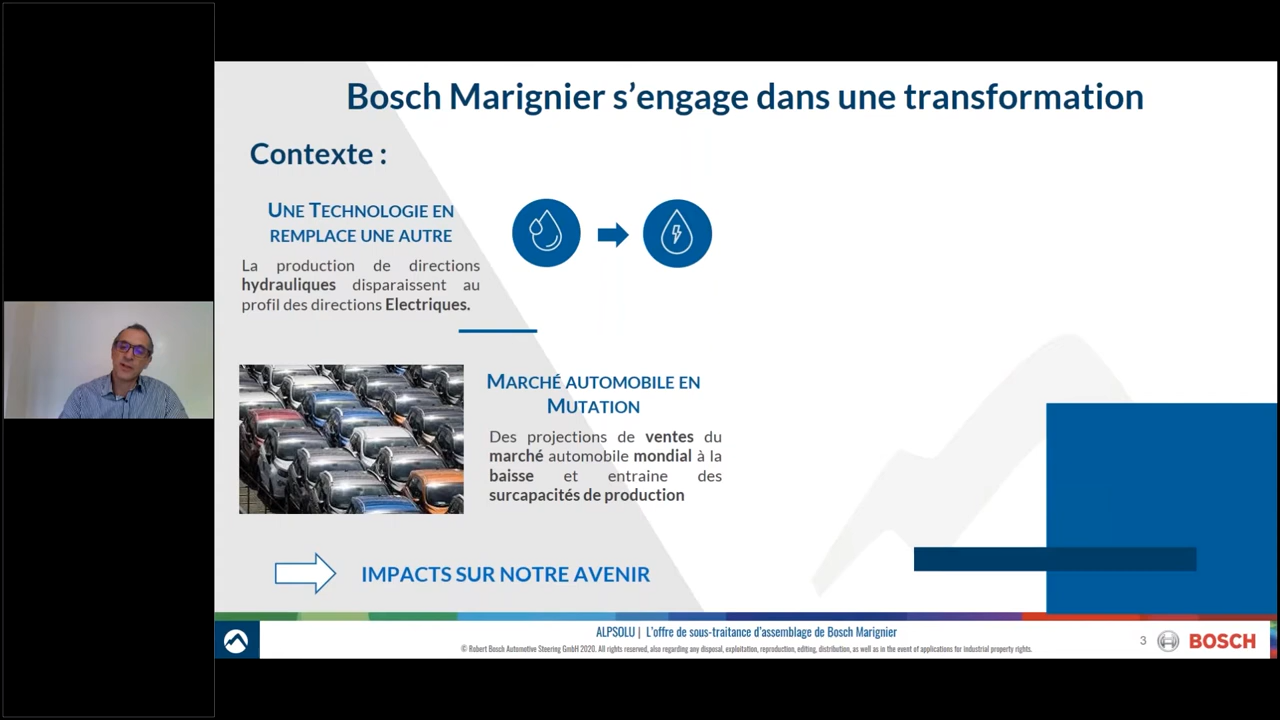 Bosch Marignier s’engage dans une transformation
Contexte :
UNE TECHNOLOGIE EN
REMPLACE UNE AUTRE
La production de directions
hydrauliques disparaissent au
profil des directions Electriques.
MARCHÉ AUTOMOBILE EN
MUTATION
Des projections de ventes du
marché automobile mondial à la
baisse et entraine des
surcapacités de production
IMPACTS SUR NOTRE AVENIR
ALPSOLU | L’offre de sous-traitance d’assemblage de Bosch Marignier
© Robert Bosch Automotive Steering GmbH 2020. All rights reserved, also regarding any disposal, exploitation, reproduction, editing, distribution, as well as in the event of applications for industrial property rights.
3
BOSCH